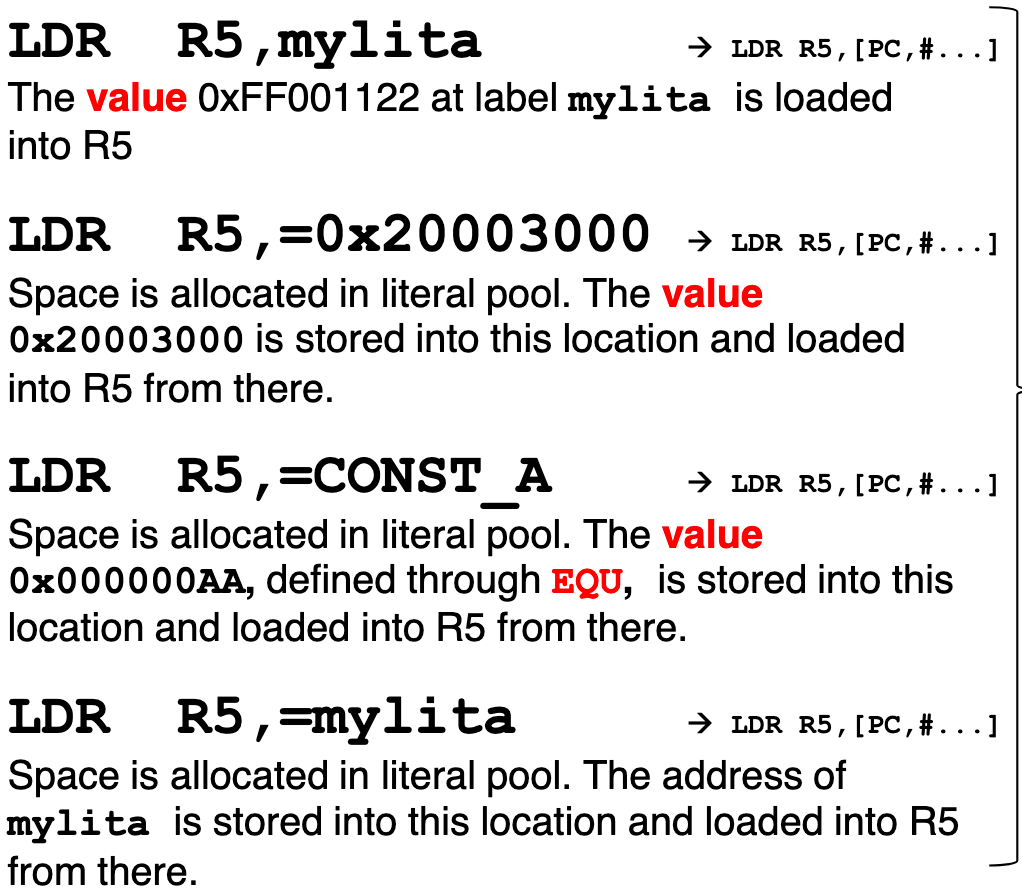 LDR R5,mylita → LDR R5,[PC,#...]
The value 0xFF001122 at label mylita is loaded
into R5
LDR R5,=0x20003000 → LDR R5,[PC,#...]
Space is allocated in literal pool. The value
0x20003000 is stored into this location and loaded
into R5 from there.
LDR R5,=CONST_A → LDR R5,[PC,#...]
Space is allocated in literal pool. The value
0x000000AA, defined through EQU, is stored into this
location and loaded into R5 from there.
LDR R5,=mylita → LDR R5,[PC,#...]
Space is allocated in literal pool. The address of
mylita is stored into this location and loaded into R5
from there.